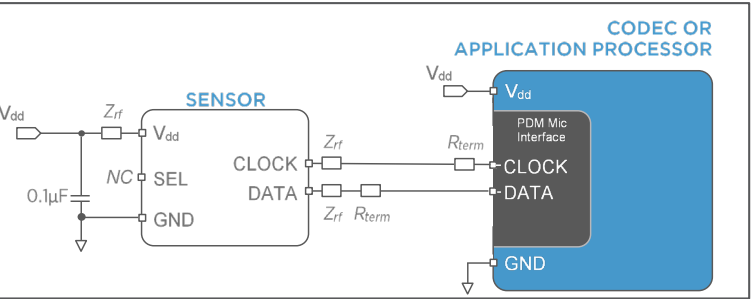 CODEC OR
APPLICATION PROCESSOR
Vdd
Vdd
PDM Mic
Interface
CLOCK
DATA
GND
SENSOR
Vdd
Zrf
Vdd
NC
SEL
0.1µF
GND
CLOCK
DATA
Zrf
Rterm
Zrf
Rterm